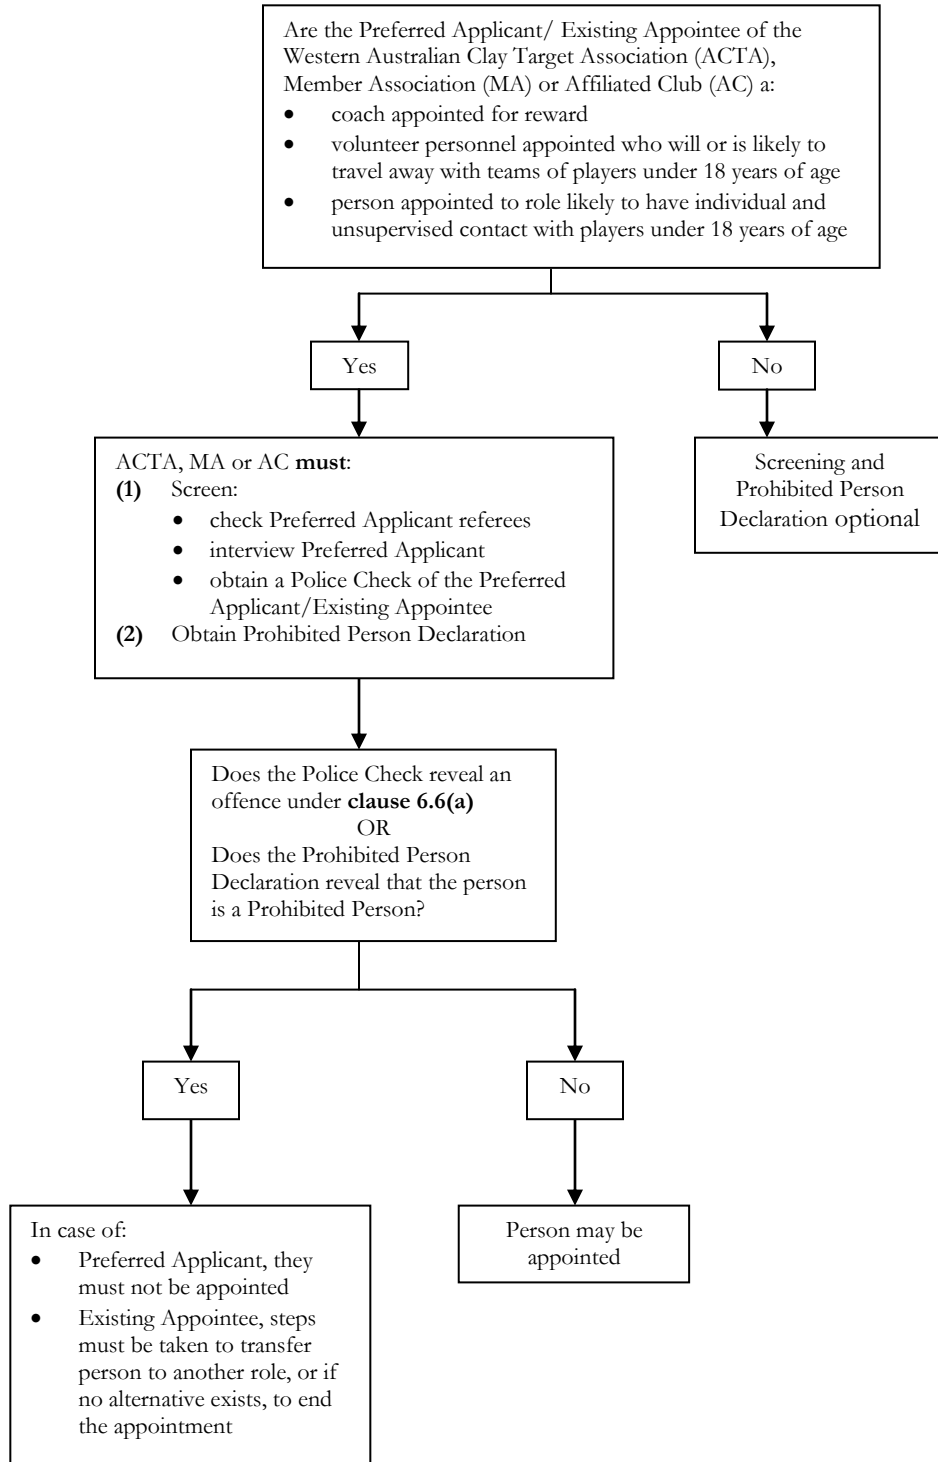 Are the Preferred Applicant/ Existing Appointee of the
Western Australian Clay Target Association (ACTA),
Member Association (MA) or Affiliated Club (AC) a:
• coach appointed for reward
• volunteer personnel appointed who will or is likely to
travel away with teams of players under 18 years of age
• person appointed to role likely to have individual and
unsupervised contact with players under 18 years of age
Yes
No
ACTA, MA or AC must:
(1) Screen:
• check Preferred Applicant referees
• interview Preferred Applicant
• obtain a Police Check of the Preferred
Applicant/Existing Appointee
(2) Obtain Prohibited Person Declaration
Screening and
Prohibited Person
Declaration optional
Does the Police Check reveal an
offence under clause 6.6(a)
OR
Does the Prohibited Person
Declaration reveal that the person
is a Prohibited Person?
Yes
No
In case of:
• Preferred Applicant, they
must not be appointed
• Existing Appointee, steps
must be taken to transfer
person to another role, or if
no alternative exists, to end
the appointment
Person may be
appointed